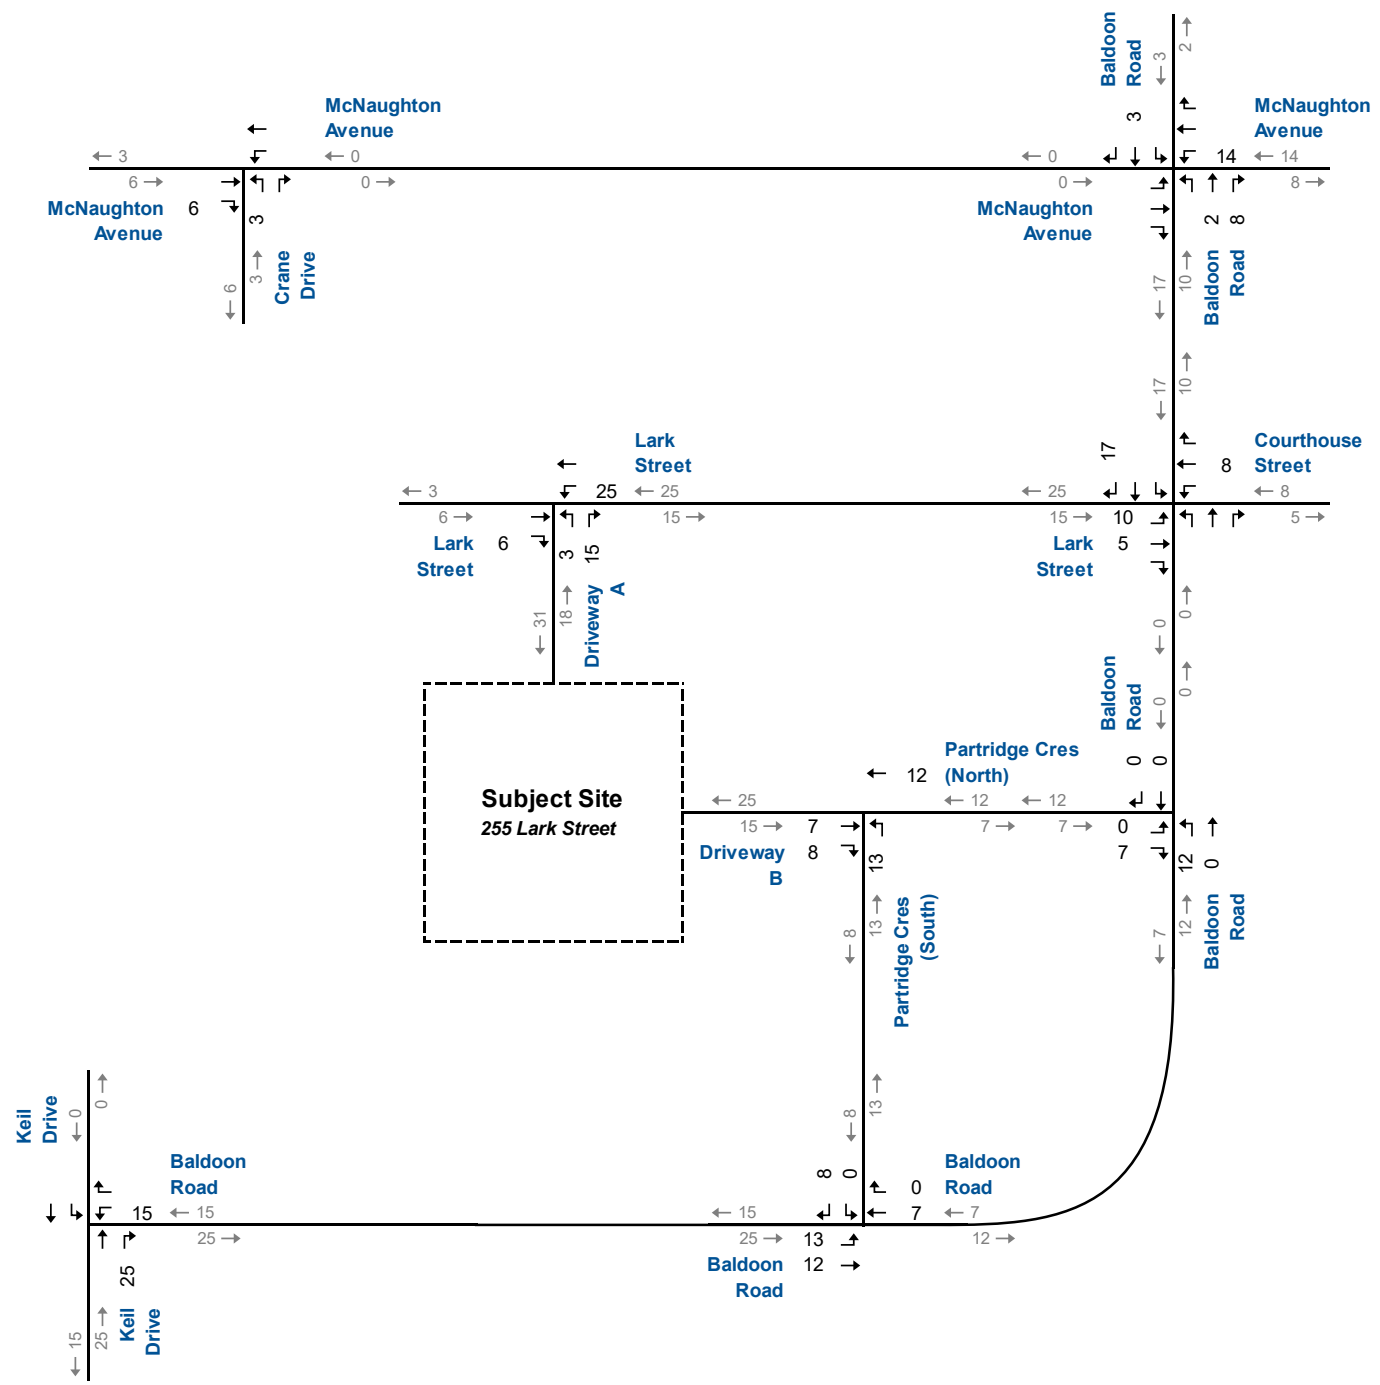 Baldoon
Road
3
2
3
McNaughton
Avenue
McNaughton
Avenue
3
0
0
14
14
6
0
0
8
McNaughton
Avenue
6
3
McNaughton
Avenue
2
8
6
3
Crane
Drive
17
10
Baldoon
Road
17
10
Lark
Street
17
Courthouse
Street
8
3
25
25
25
8
6
15
15
10
5
Lark
Street
6
3
15
Lark
Street
5
31
18
Driveway
A
0
0
Baldoon
Road
0
0
Partridge Cres
(North)
0
0
12
Subject Site
255 Lark Street
25
12
12
15
7
7
7
0
Driveway
B
8
13
7
12
0
8
13
Partridge Cres
(South)
7
12
Baldoon
Road
Keil
Drive
0
0
8
13
Baldoon
Road
8
0
0
Baldoon
Road
15
15
15
7
7
25
25
13
12
25
Baldoon
Road
12
15
25
Keil
Drive